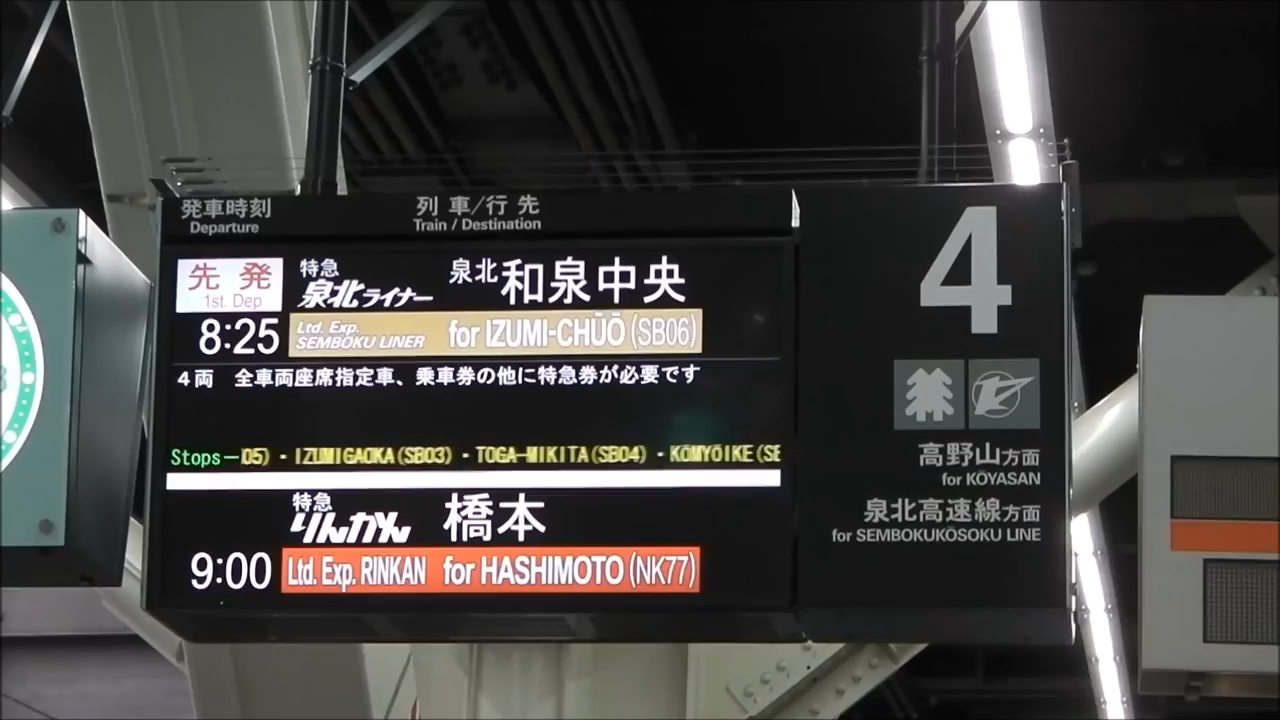 発車時刻
Departure
列車/行先
Train / Destination
先発
1st. Dep
特急
泉北ライナー
泉北 和泉中央
8:25
Ltd. Exp.
SEMBOKU LINER
for IZUMI-CHŪŌ (SB06)
4両 全車両座席指定車、乗車券の他に特急券が必要です
Stops—05) - IZUMIGAOKA(SB03) - TOGA-MIKITA(SB04) - KŌMYŌIKE(SB
特急
りんかん
橋本
9:00
Ltd. Exp. RINKAN for HASHIMOTO (NK77)
4
高野山方面
for KŌYASAN
泉北高速線方面
for SEMBOKUKŌSOKU LINE